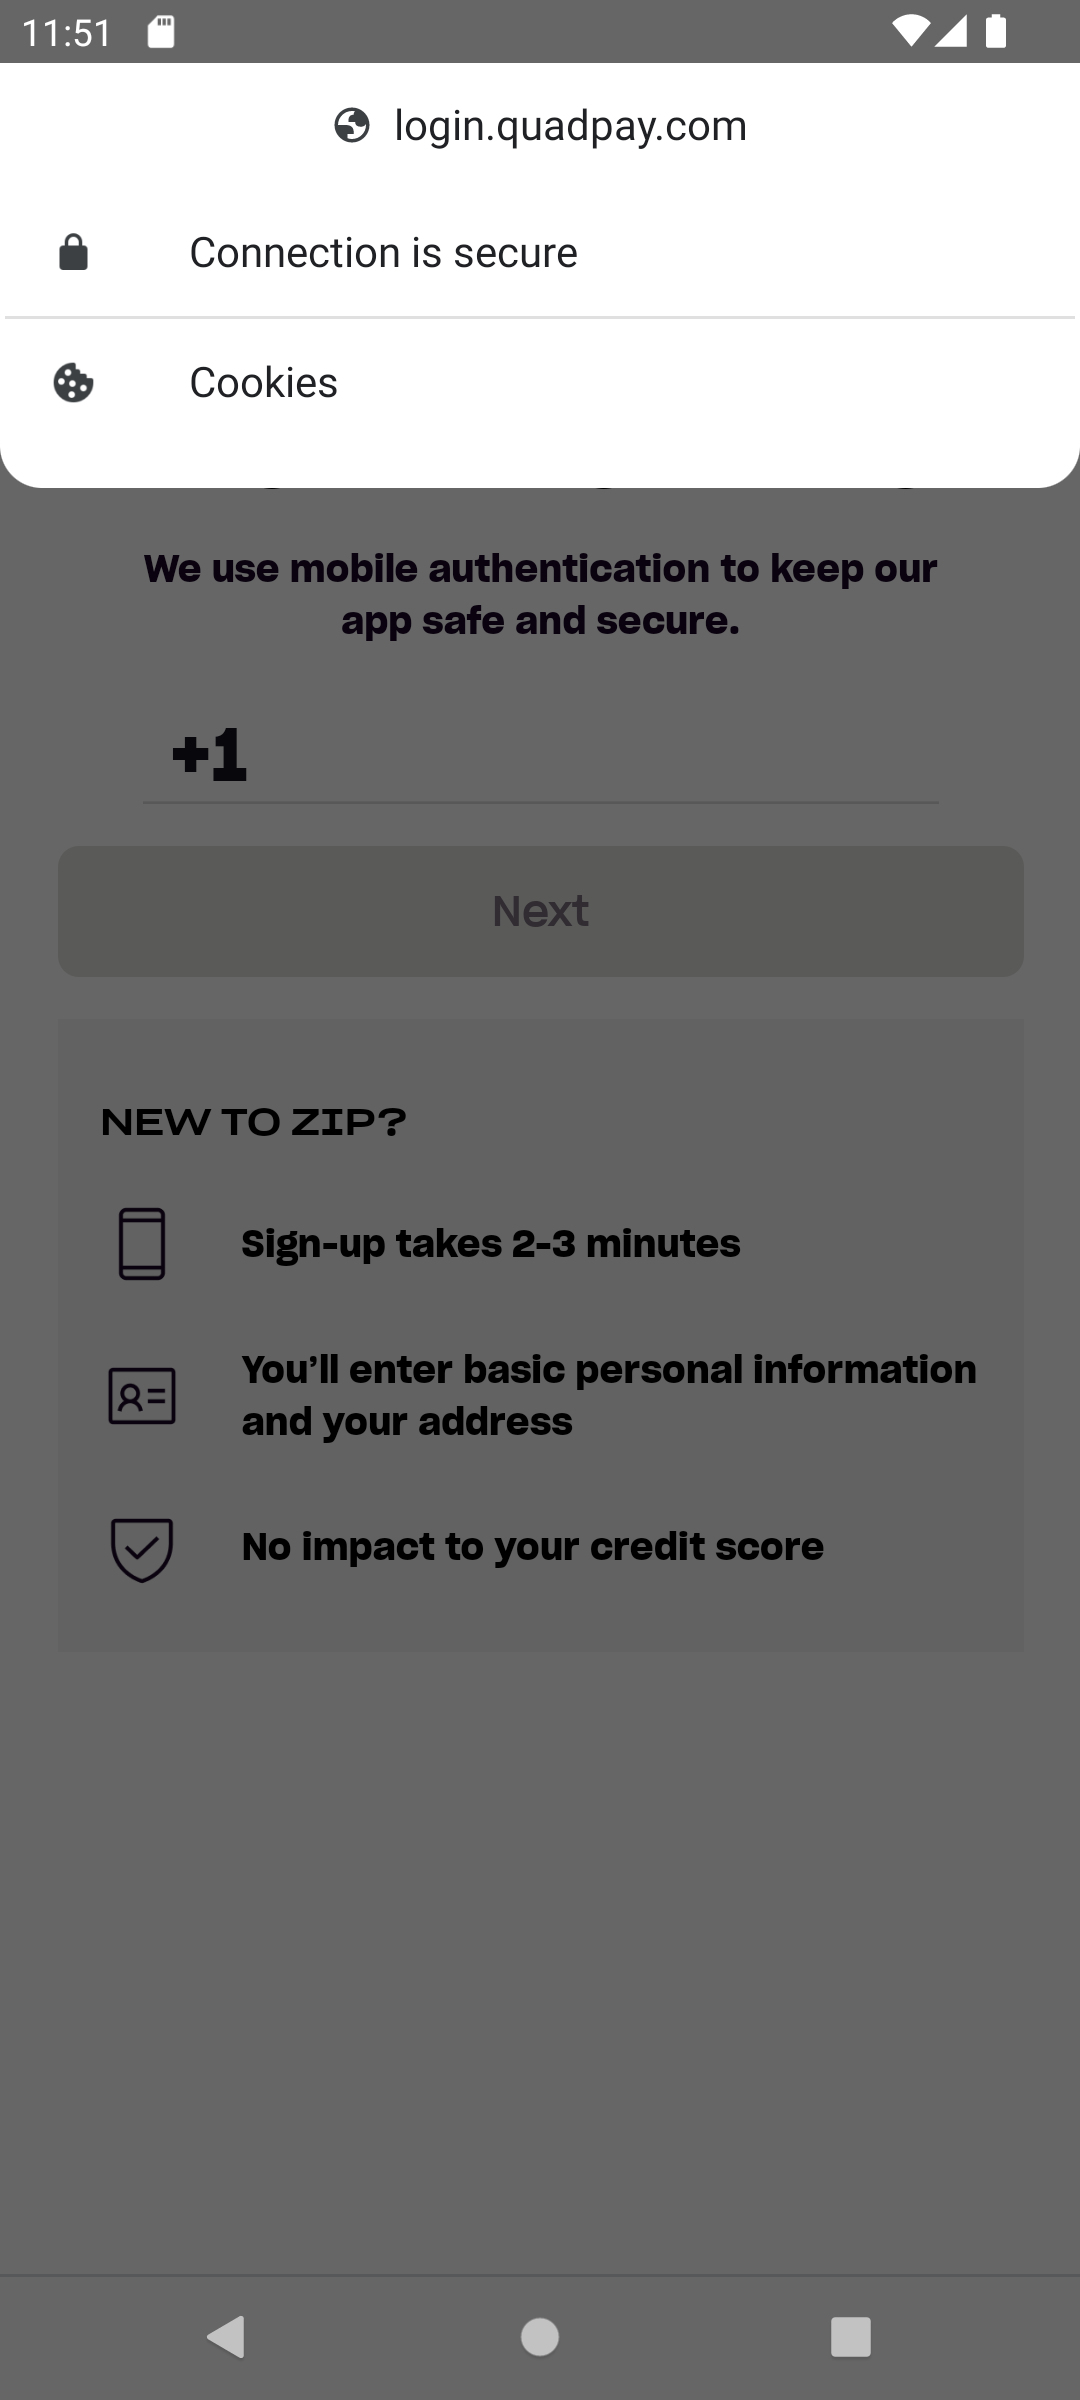 11:51
login.quadpay.com
Connection is secure
Cookies
We use mobile authentication to keep our
app safe and secure.
+1
Next
NEW TO ZIP?
Sign-up takes 2-3 minutes
You’ll enter basic personal information
and your address
No impact to your credit score